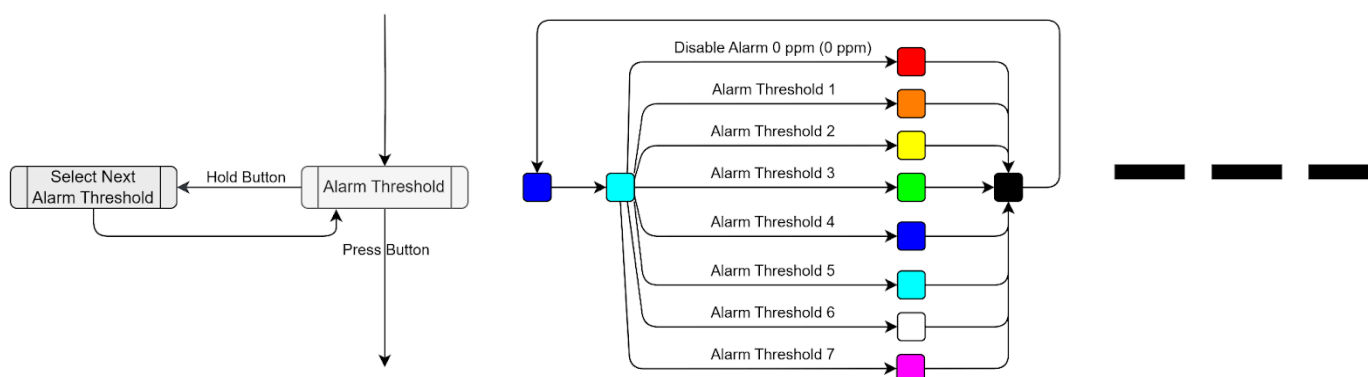 Select Next
Alarm Threshold
Hold Button
Alarm Threshold
Press Button
Disable Alarm 0 ppm (0 ppm)
Alarm Threshold 1
Alarm Threshold 2
Alarm Threshold 3
Alarm Threshold 4
Alarm Threshold 5
Alarm Threshold 6
Alarm Threshold 7